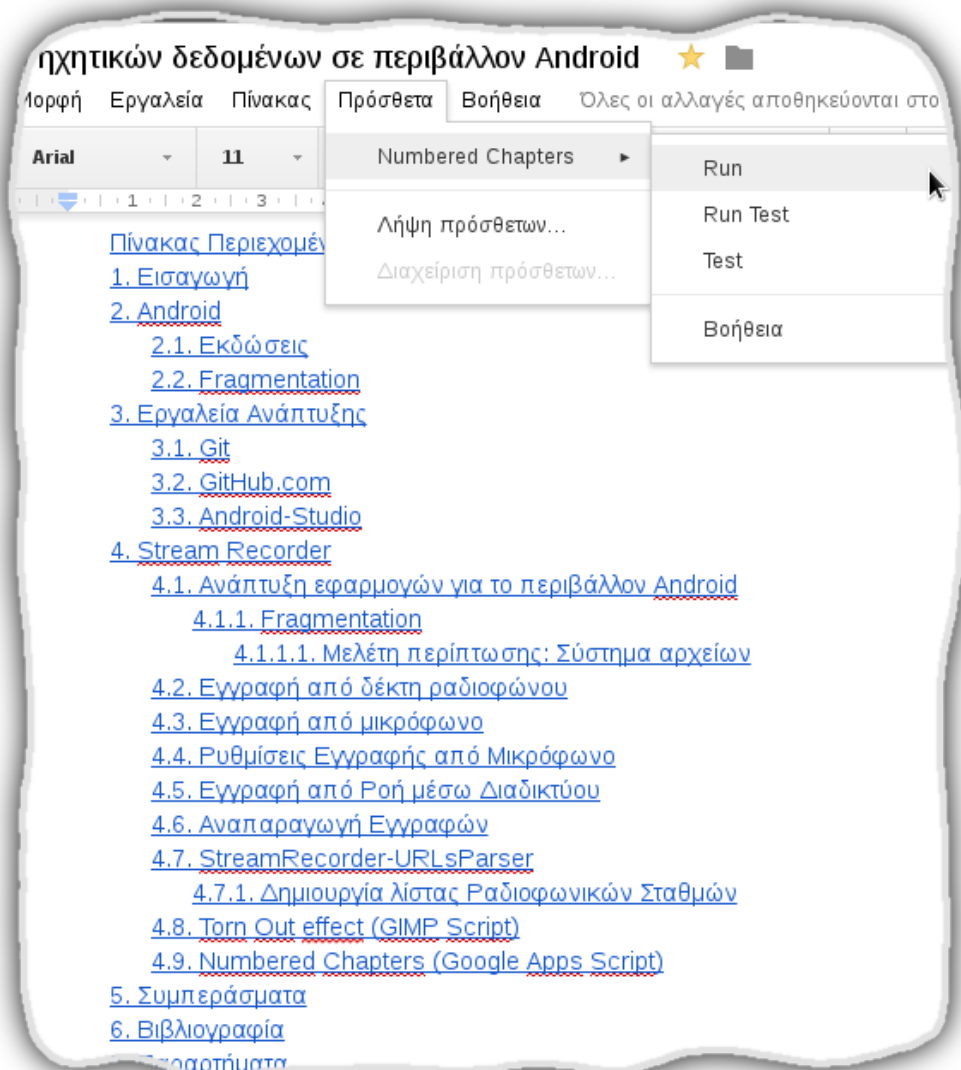 ηχητικών δεδομένων σε περιβάλλον Android
Μορφή Εργαλεία Πίνακας Πρόσθετα Βοήθεια Όλες οι αλλαγές αποθηκεύονται στο
Arial 11 Numbered Chapters Run
1 2 3
Run Test
Λήψη πρόσθετων...
Test
Διαχείριση πρόσθετων...
Βοήθεια
Πίνακας
1. Εισαγωγή
2. Android
2.1. Εκδώσεις
2.2. Fragmentation
3. Εργαλεία Ανάπτυξης
3.1. Git
3.2. GitHub.com
3.3. Android-Studio
4. Stream Recorder
4.1. Ανάπτυξη εφαρμογών για το περιβάλλον Android
4.1.1. Fragmentation
4.1.1.1. Μελέτη περίπτωσης: Σύστημα αρχείων
4.2. Εγγραφή από δέκτη ραδιοφώνου
4.3. Εγγραφή από μικρόφωνο
4.4. Ρυθμίσεις Εγγραφής από Μικρόφωνο
4.5. Εγγραφή από Ροή μέσω Διαδικτύου
4.6. Αναπαραγωγή Εγγραφών
4.7. StreamRecorder-URLsParser
4.7.1. Δημιουργία λίστας Ραδιοφωνικών Σταθμών
4.8. Torn Out effect (GIMP Script)
4.9. Numbered Chapters (Google Apps Script)
5. Συμπεράσματα
6. Βιβλιογραφία